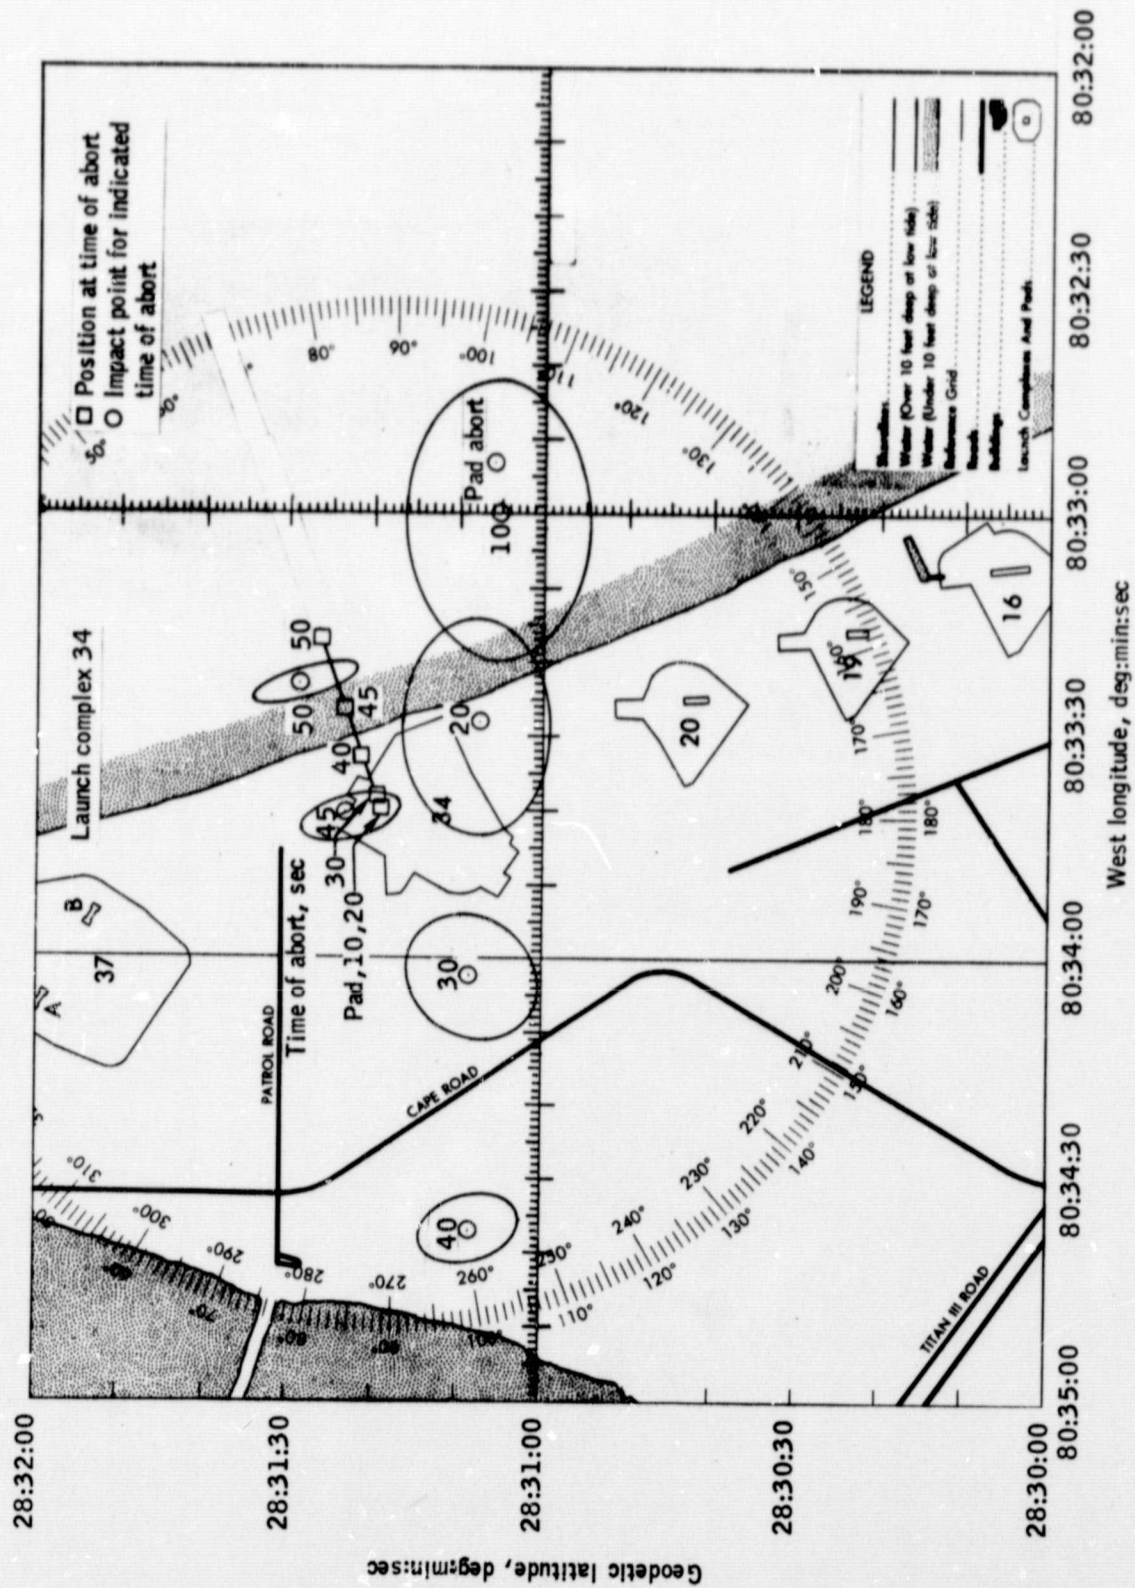 □ Position at time of abort
○ Impact point for indicated
time of abort
Launch complex 34
37
A
B
PATROL ROAD
Time of abort, sec
Pad,10,20
30
45
40
45
50
50
34
20
10
Pad abort
30
40
CAPE ROAD
20
19
16
TITAN III ROAD
50°
80°
90°
100°
110
120°
130°
150°
160°
170°
180°
190°
200°
210°
220°
230°
240°
250°
260°
270°
280°
290°
300°
310°
180°
170°
160°
150°
140°
130°
120°
110°
70°
LEGEND
Shoreline
Water (Over 10 feet deep at low tide)
Water (Under 10 feet deep at low tide)
Reference Grid
Roads
Buildings
Launch Complexes And Pads
28:32:00
28:31:30
28:31:00
28:30:30
28:30:00
Geodetic latitude, deg:min:sec
80:35:00
80:34:30
80:34:00
80:33:30
80:33:00
80:32:30
80:32:00
West longitude, deg:min:sec